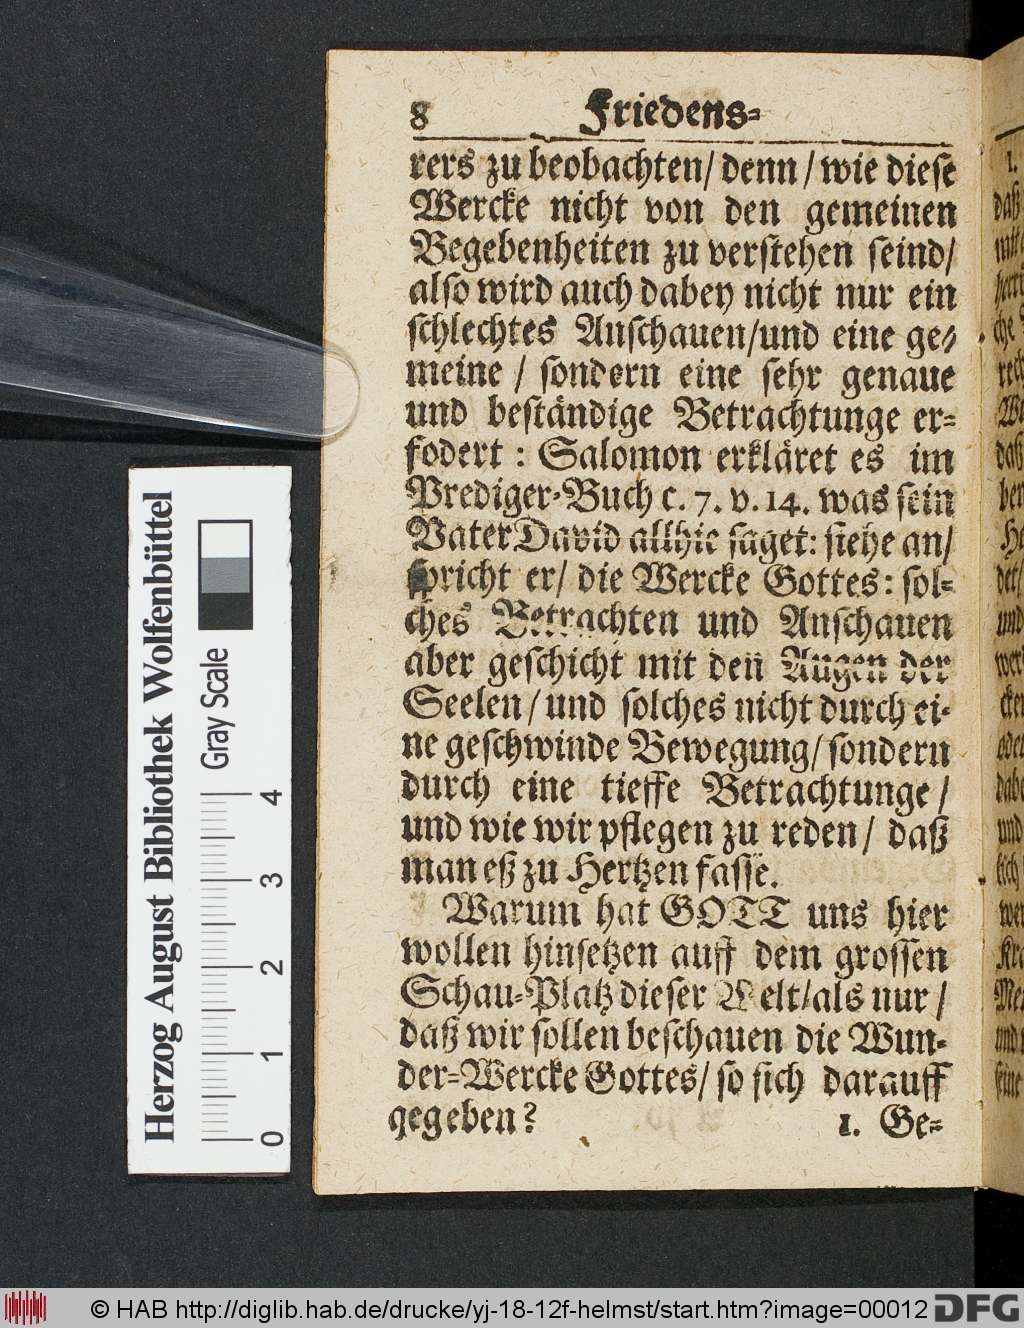 8 Friedens-
rers zu beobachten/ denn / wie diese
Wercke nicht von den gemeinen
Begebenheiten zu verstehen seind/
also wird auch dabey nicht nur ein
schlechtes Anschauen/und eine ge-
meine / sondern eine sehr genaue
und beständige Betrachtunge er-
fodert : Salomon erkläret es im
Prediger-Buch c. 7. v. 14. was sein
Vater David allhie saget: siehe an/
spricht er/ die Wercke Gottes: sol-
ches Betrachten und Anschauen
aber geschicht mit den Augen der
Seelen/ und solches nicht durch ei-
ne geschwinde Bewegung/ sondern
durch eine tieffe Betrachtunge/
und wie wir pflegen zu reden/ daß
man eß zu Hertzen fasse.
Warum hat GOTT uns hier
wollen hinsetzen auff dem grossen
Schau-Platz dieser Welt/als nur/
daß wir sollen beschauen die Wun-
der-Wercke Gottes/ so sich darauff
gegeben?
1. Ge-
1.
daß
Herzog August Bibliothek Wolfenbüttel
Gray Scale
0 1 2 3 4
© HAB http://diglib.hab.de/drucke/yj-18-12f-helmst/start.htm?image=00012
DFG